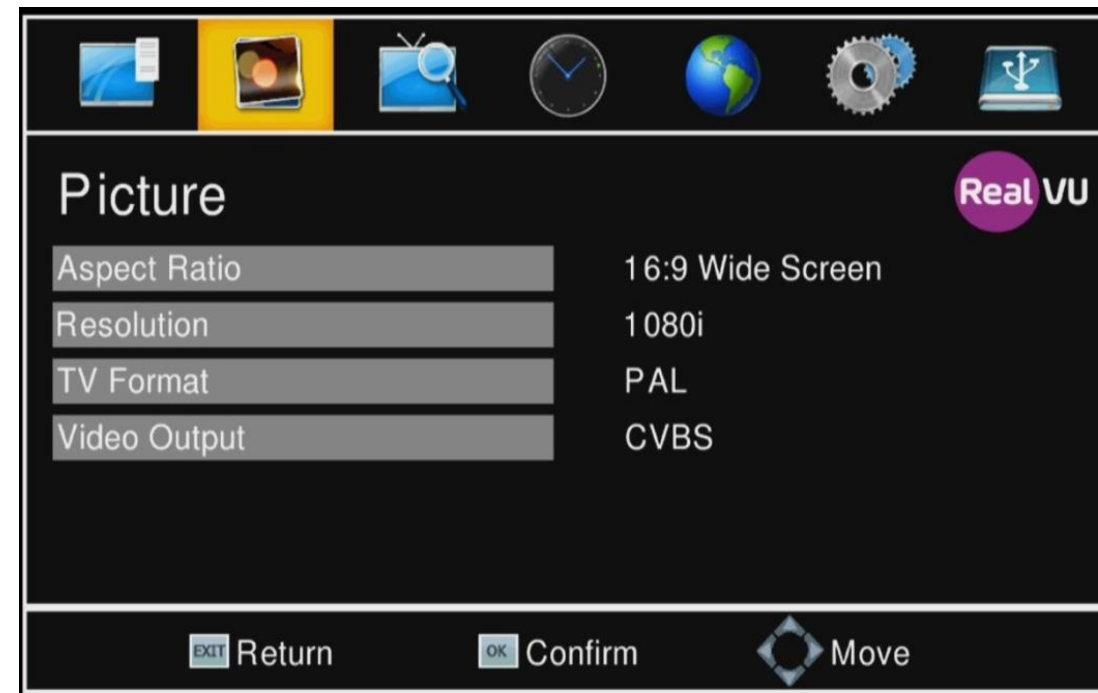 Picture
Real VU
Aspect Ratio 16:9 Wide Screen
Resolution 1080i
TV Format PAL
Video Output CVBS
EXIT Return OK Confirm Move